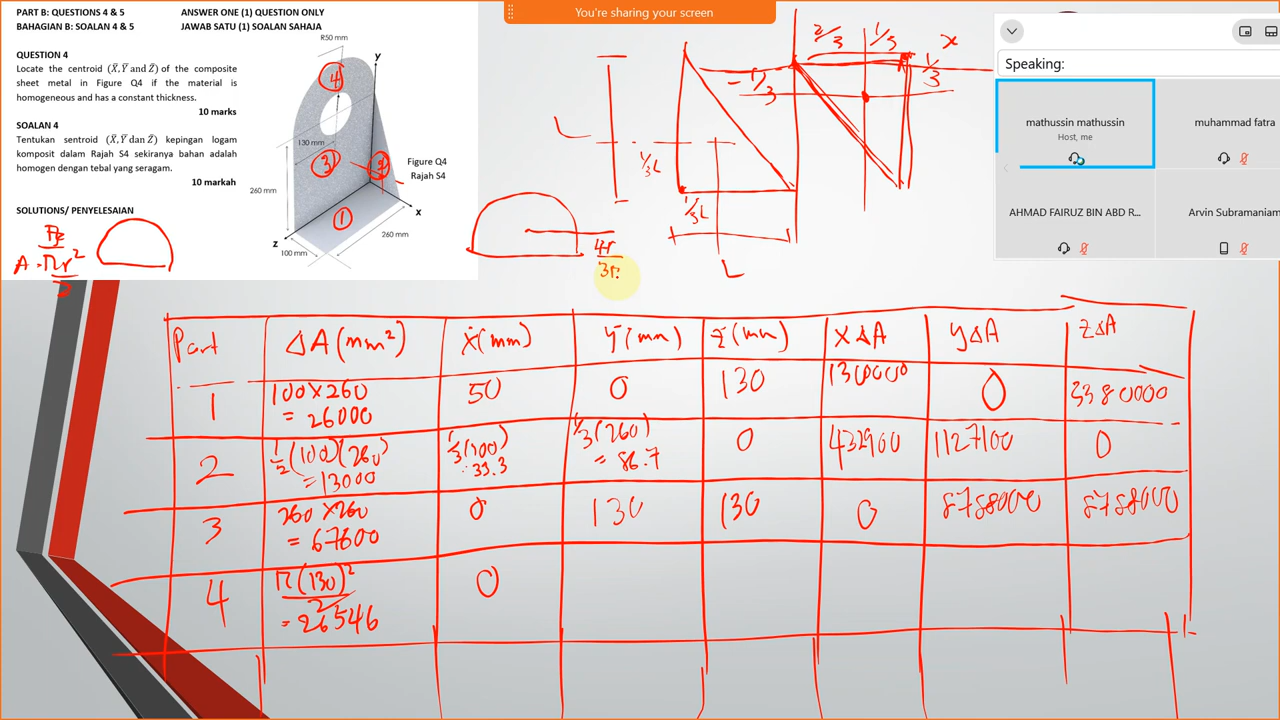 You're sharing your screen
PART B: QUESTIONS 4 & 5
ANSWER ONE (1) QUESTION ONLY
BAHAGIAN B: SOALAN 4 & 5
JAWAB SATU (1) SOALAN SAHAJA
QUESTION 4
Locate the centroid (X̄,Ȳ and Z̄) of the composite
sheet metal in Figure Q4 if the material is
homogeneous and has a constant thickness.
10 marks
SOALAN 4
Tentukan sentroid (X̄,Ȳ dan Z̄) kepingan logam
komposit dalam Rajah S4 sekiranya bahan adalah
homogen dengan tebal yang seragam.
10 markah
SOLUTIONS/ PENYELESAIAN
R50 mm
y
4
130 mm
3
2
260 mm
1
x
z
100 mm
260 mm
Figure Q4
Rajah S4
A = πr²
4r
3π
2/3
1/3
x
1/3
-1/3
L
1/3L
1/3L
L
Speaking:
mathussin mathussin
Host, me
muhammad fatra
AHMAD FAIRUZ BIN ABD R...
Arvin Subramaniam
Part
ΔA (mm²)
x̄ (mm)
ȳ (mm)
z̄ (mm)
XΔA
yΔA
zΔA
1
100 x 260
= 26000
50
0
130
1300000
0
3380000
2
1/2 (100)(260)
= 13000
1/3 (100)
= 33.3
1/3 (260)
= 86.7
0
432900
1127100
0
3
260 x 260
= 67600
0
130
130
0
8788000
8788000
4
π(130)²
2
= 26546
0